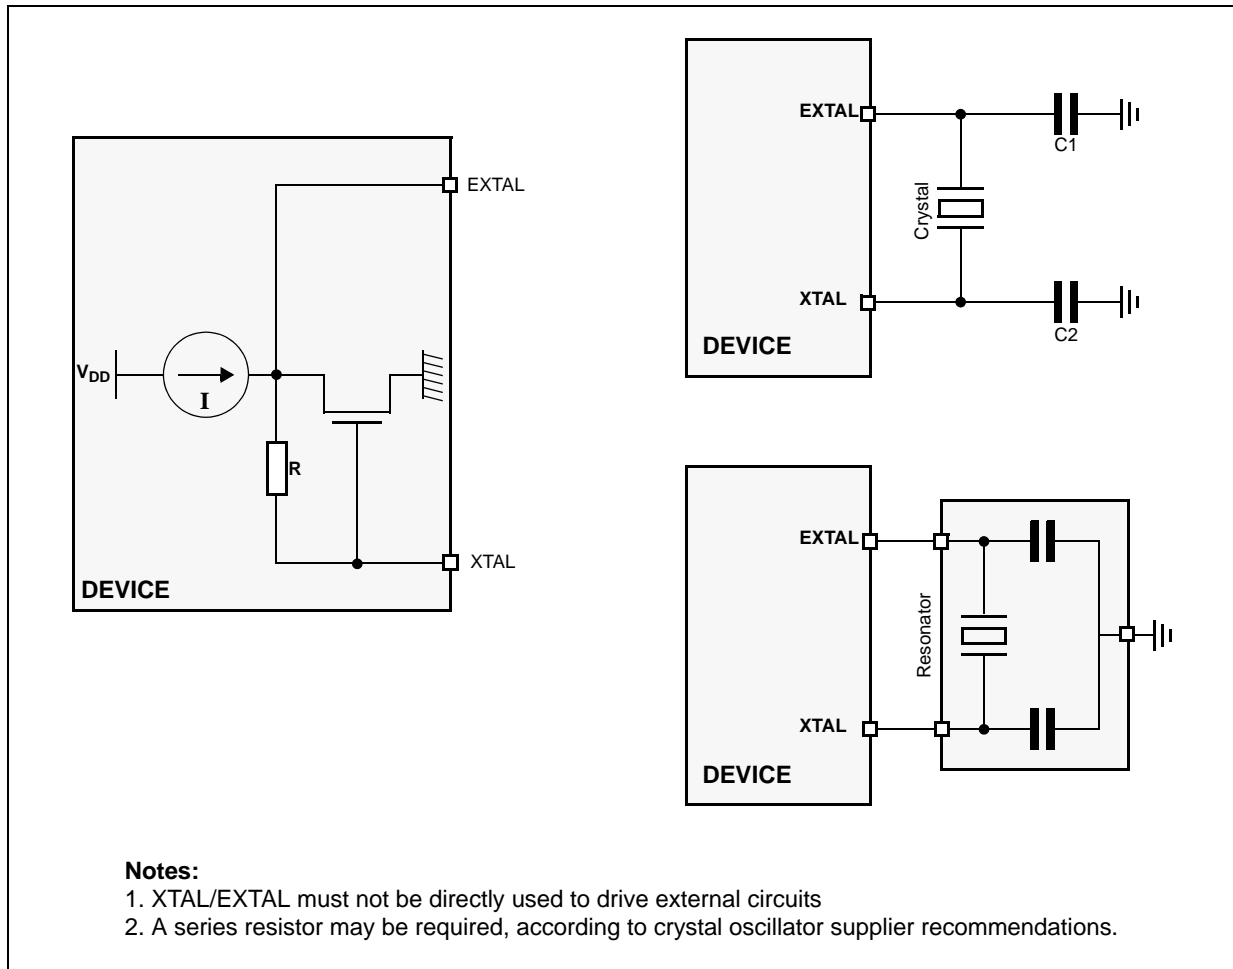 EXTAL
V_DD
I
R
XTAL
DEVICE
EXTAL
C1
Crystal
XTAL
C2
DEVICE
EXTAL
Resonator
XTAL
DEVICE
Notes:
1. XTAL/EXTAL must not be directly used to drive external circuits
2. A series resistor may be required, according to crystal oscillator supplier recommendations.